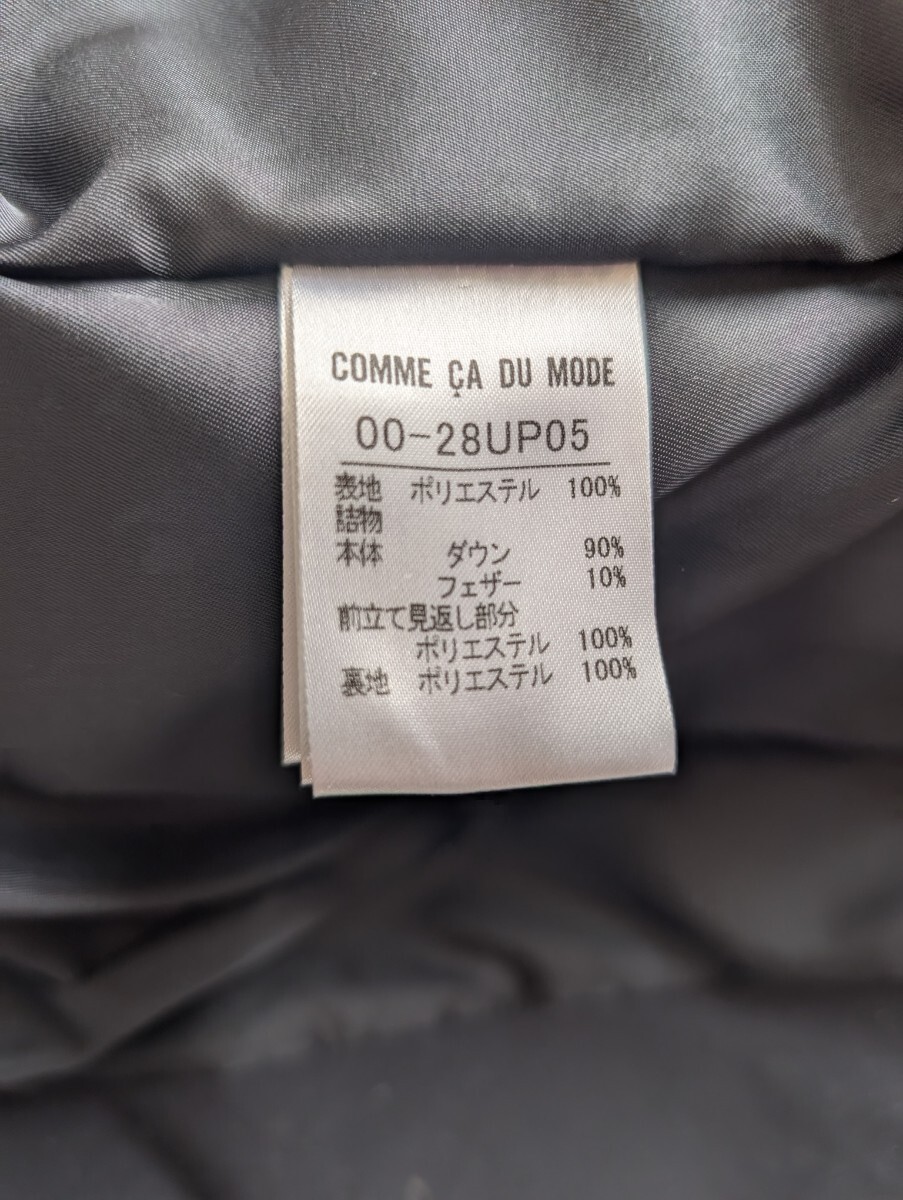 COMME ÇA DU MODE
00-28UP05
表地 ポリエステル 100%
詰物
本体 ダウン 90%
フェザー 10%
前立て見返し部分
ポリエステル 100%
裏地 ポリエステル 100%